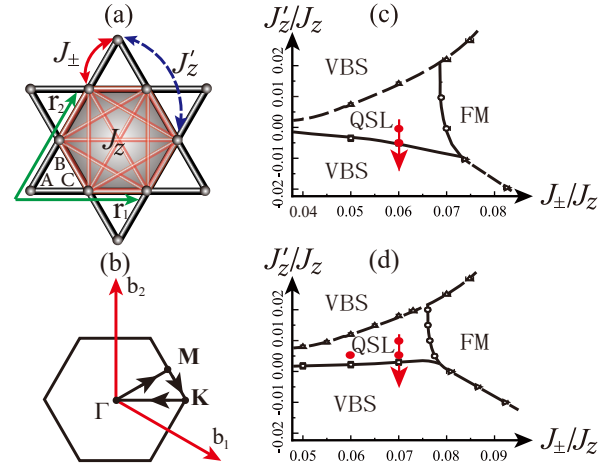 (a)
J±
J′z
r₂
Jz
B
A C
r₁
(b)
b₂
M
Γ
K
b₁
(c)
J′z/Jz
0.02
0.01
0.00
-0.01
-0.02
VBS
QSL
FM
VBS
0.04 0.05 0.06 0.07 0.08
J±/Jz
(d)
J′z/Jz
0.02
0.01
0.00
-0.01
-0.02
VBS
QSL
FM
VBS
0.05 0.06 0.07 0.08 0.09
J±/Jz